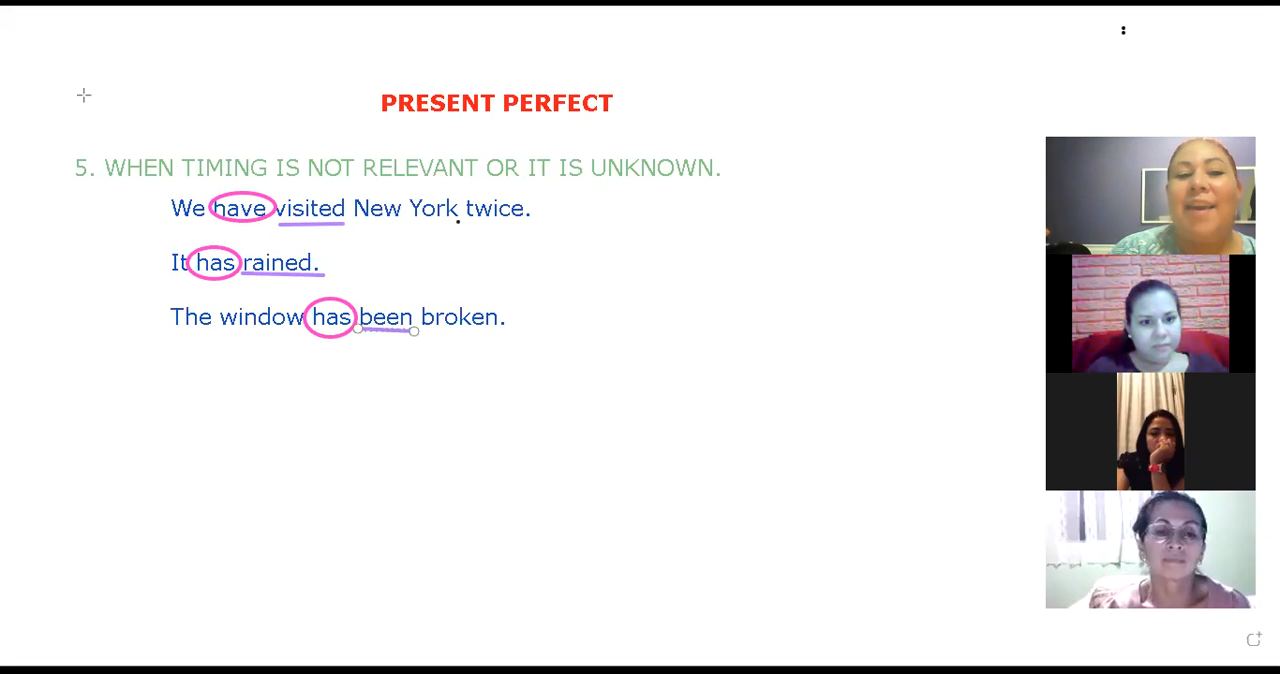 PRESENT PERFECT
5. WHEN TIMING IS NOT RELEVANT OR IT IS UNKNOWN.
We have visited New York twice.
It has rained.
The window has been broken.